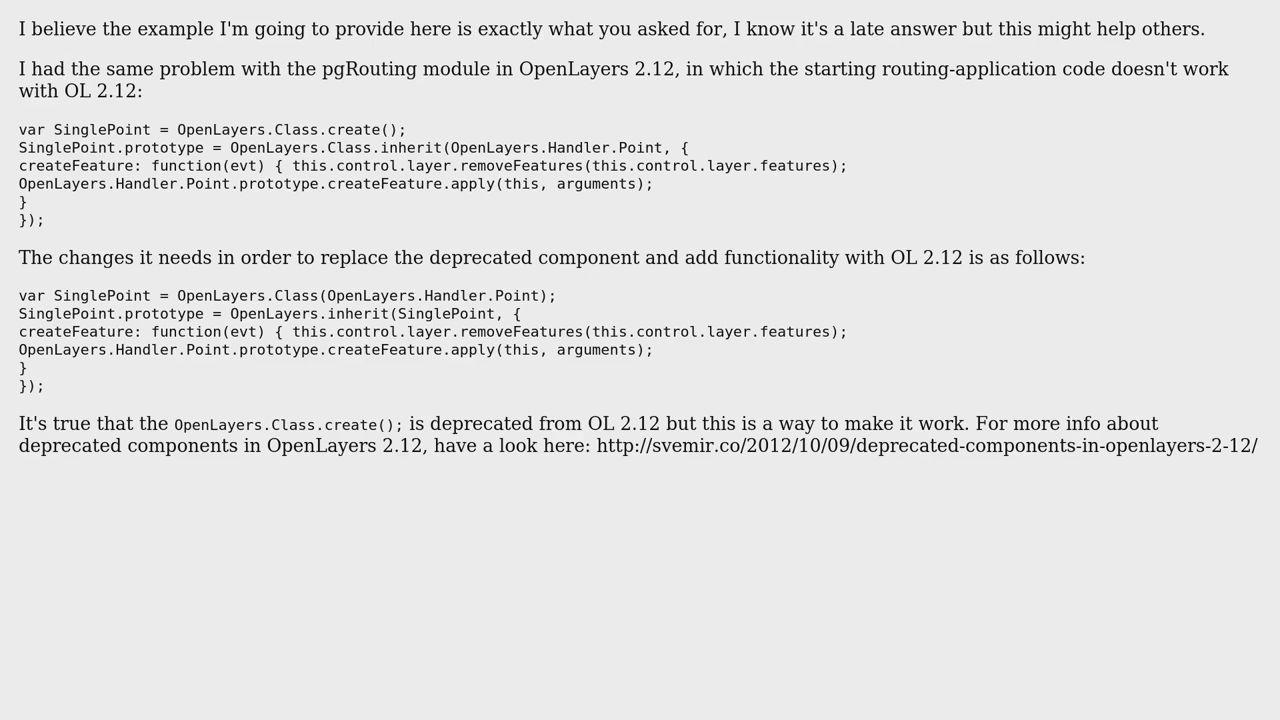 I believe the example I'm going to provide here is exactly what you asked for, I know it's a late answer but this might help others.
I had the same problem with the pgRouting module in OpenLayers 2.12, in which the starting routing-application code doesn't work
with OL 2.12:
var SinglePoint = OpenLayers.Class.create();
SinglePoint.prototype = OpenLayers.Class.inherit(OpenLayers.Handler.Point, {
createFeature: function(evt) { this.control.layer.removeFeatures(this.control.layer.features);
OpenLayers.Handler.Point.prototype.createFeature.apply(this, arguments);
}
});
The changes it needs in order to replace the deprecated component and add functionality with OL 2.12 is as follows:
var SinglePoint = OpenLayers.Class(OpenLayers.Handler.Point);
SinglePoint.prototype = OpenLayers.inherit(SinglePoint, {
createFeature: function(evt) { this.control.layer.removeFeatures(this.control.layer.features);
OpenLayers.Handler.Point.prototype.createFeature.apply(this, arguments);
}
});
It's true that the OpenLayers.Class.create(); is deprecated from OL 2.12 but this is a way to make it work. For more info about
deprecated components in OpenLayers 2.12, have a look here: http://svemir.co/2012/10/09/deprecated-components-in-openlayers-2-12/